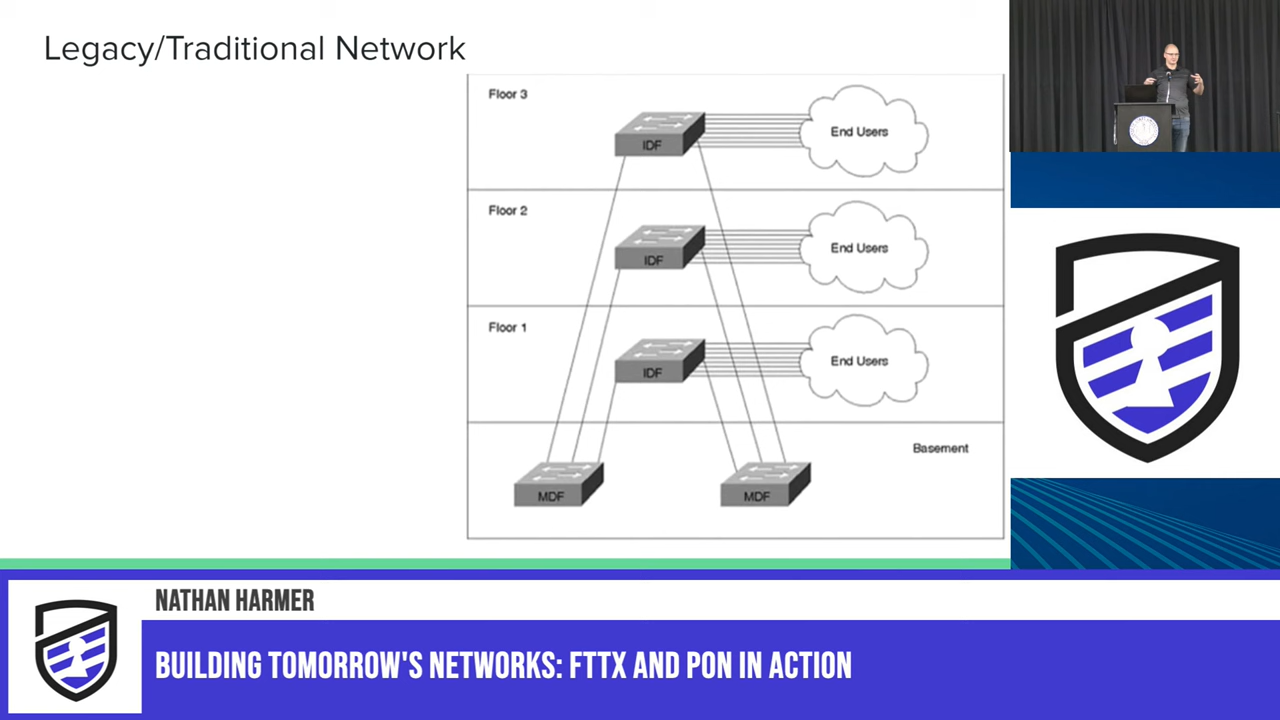 Legacy/Traditional Network
Floor 3
IDF
End Users
Floor 2
IDF
End Users
Floor 1
IDF
End Users
Basement
MDF
MDF
NATHAN HARMER
BUILDING TOMORROW'S NETWORKS: FTTX AND PON IN ACTION